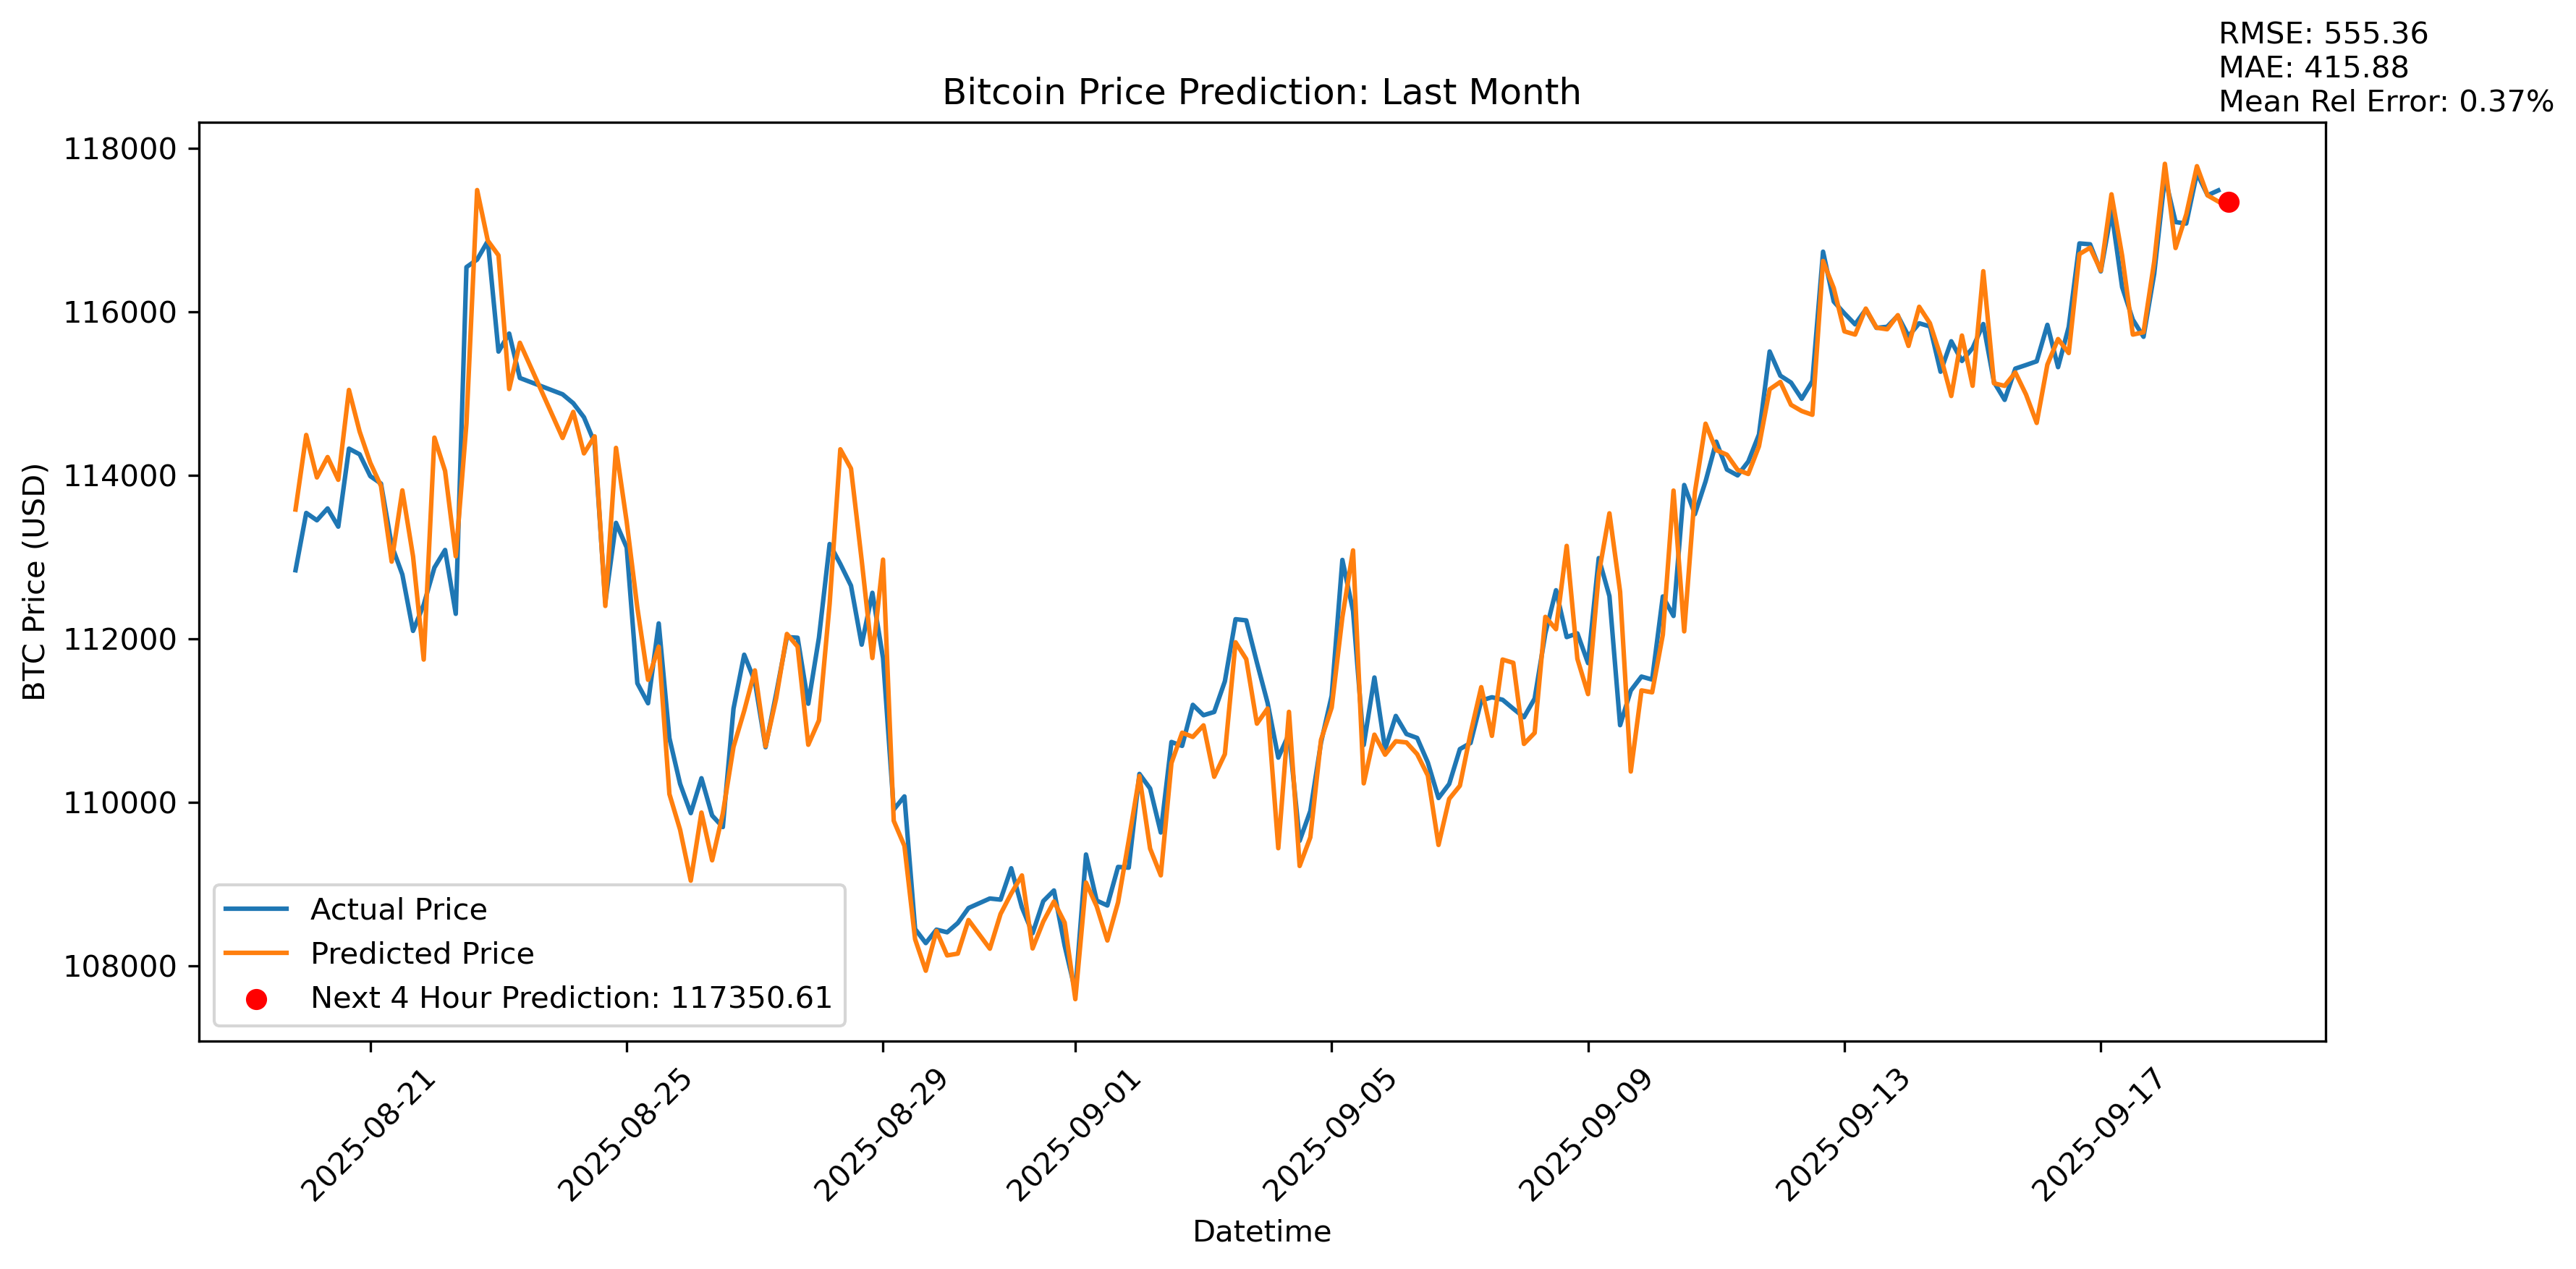 RMSE: 555.36
MAE: 415.88
Mean Rel Error: 0.37%
Bitcoin Price Prediction: Last Month
BTC Price (USD)
118000
116000
114000
112000
110000
108000
Actual Price
Predicted Price
Next 4 Hour Prediction: 117350.61
2025-08-21
2025-08-25
2025-08-29
2025-09-01
2025-09-05
2025-09-09
2025-09-13
2025-09-17
Datetime